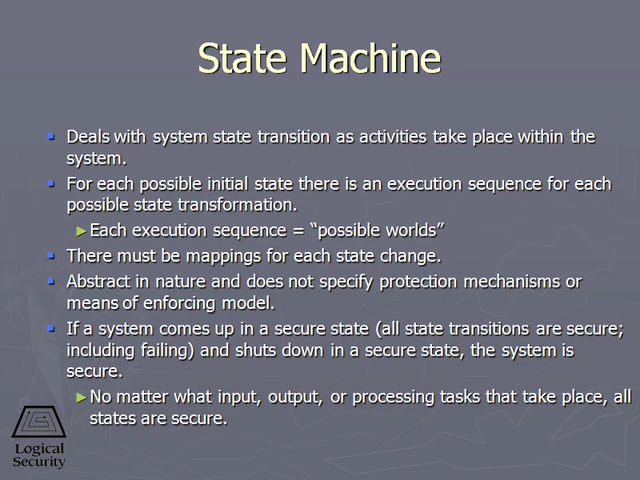 State Machine
▪ Deals with system state transition as activities take place within the
system.
▪ For each possible initial state there is an execution sequence for each
possible state transformation.
►Each execution sequence = “possible worlds”
▪ There must be mappings for each state change.
▪ Abstract in nature and does not specify protection mechanisms or
means of enforcing model.
▪ If a system comes up in a secure state (all state transitions are secure;
including failing) and shuts down in a secure state, the system is
secure.
►No matter what input, output, or processing tasks that take place, all
states are secure.
Logical
Security